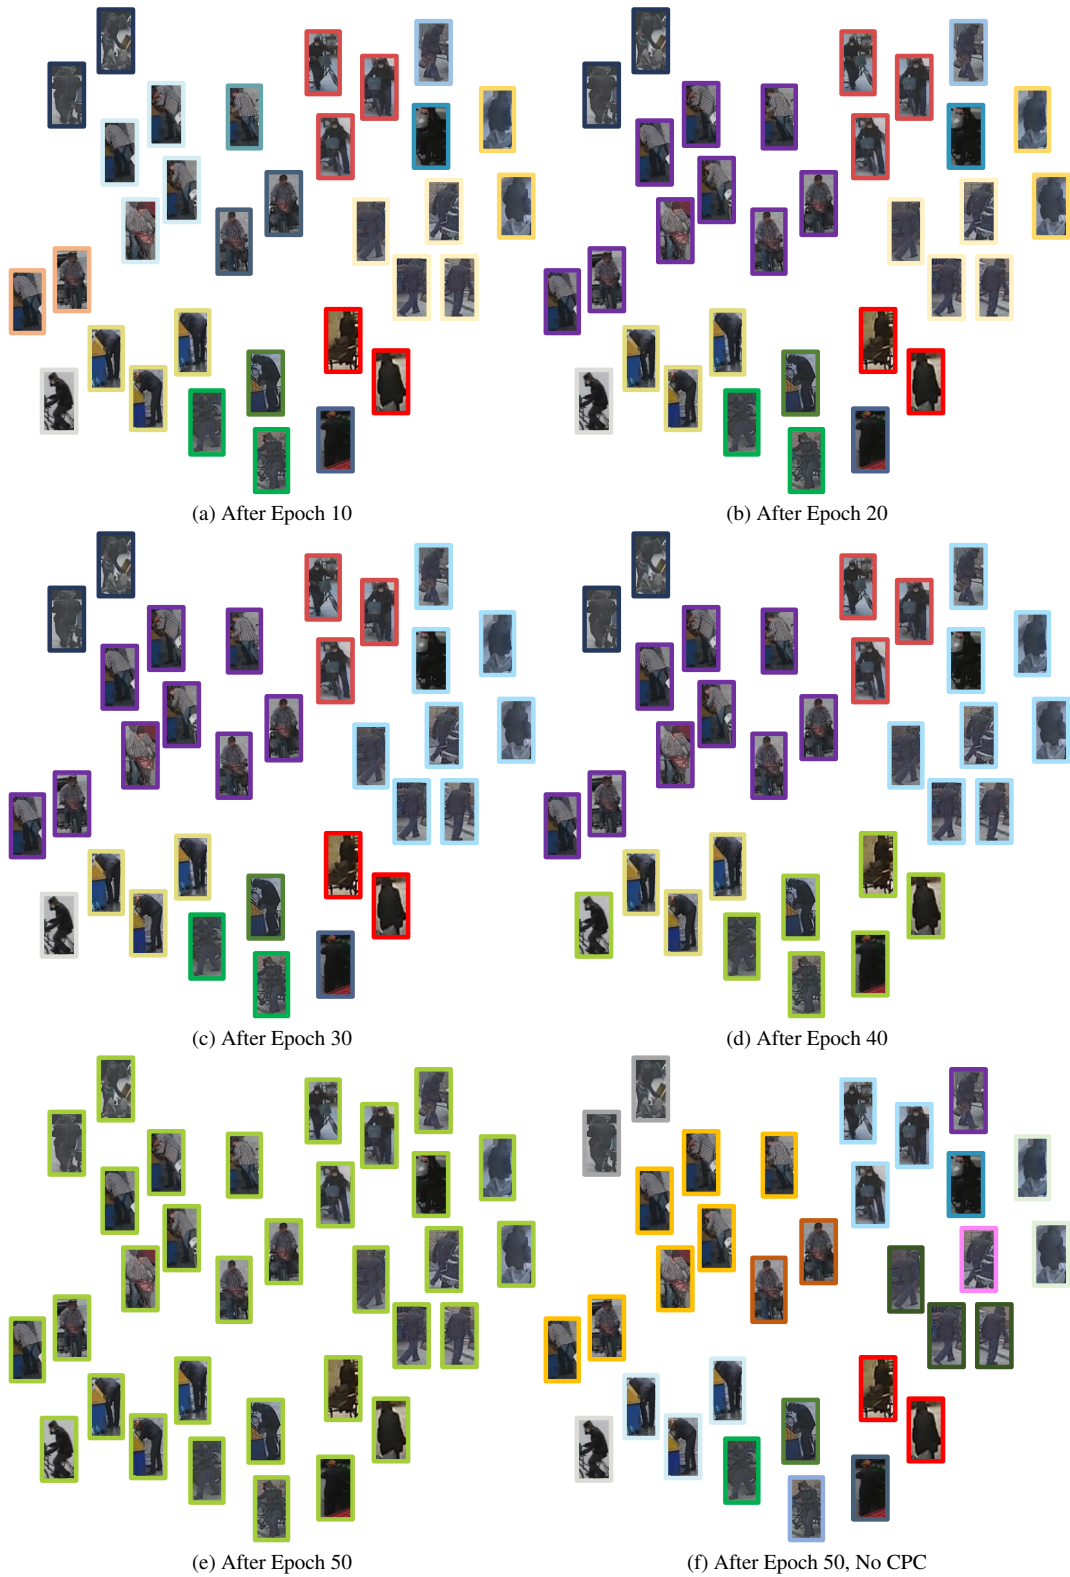 (a) After Epoch 10
(b) After Epoch 20
(c) After Epoch 30
(d) After Epoch 40
(e) After Epoch 50
(f) After Epoch 50, No CPC